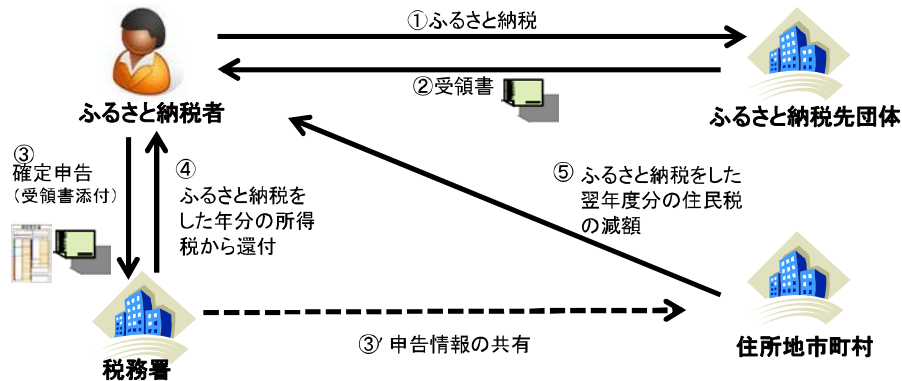 ①ふるさと納税
②受領書
ふるさと納税者
ふるさと納税先団体
③
確定申告
（受領書添付）
④
ふるさと納税を
した年分の所得
税から還付
⑤ ふるさと納税をした
翌年度分の住民税
の減額
税務署
③’ 申告情報の共有
住所地市町村